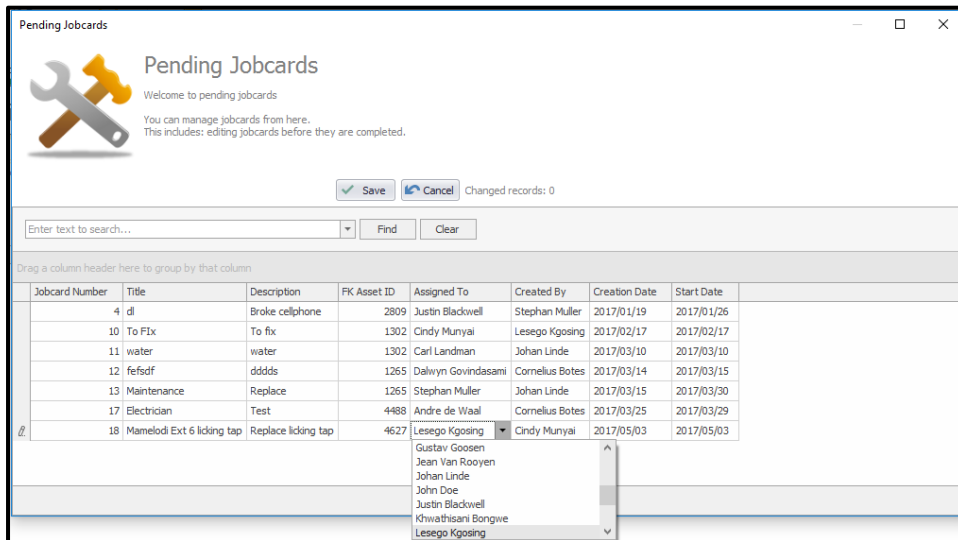 Pending Jobcards
Pending Jobcards
Welcome to pending jobcards
You can manage jobcards from here.
This includes: editing jobcards before they are completed.
Save Cancel Changed records: 0
Enter text to search... Find Clear
Drag a column header here to group by that column
Jobcard Number Title Description FK Asset ID Assigned To Created By Creation Date Start Date
4 dl Broke cellphone 2809 Justin Blackwell Stephan Muller 2017/01/19 2017/01/26
10 To FIx To fix 1302 Cindy Munyai Lesego Kgosing 2017/02/17 2017/02/17
11 water water 1302 Carl Landman Johan Linde 2017/03/10 2017/03/10
12 fefsdf dddds 1265 Dalwyn Govindasami Cornelius Botes 2017/03/14 2017/03/15
13 Maintenance Replace 1265 Stephan Muller Johan Linde 2017/03/15 2017/03/30
17 Electrician Test 4488 Andre de Waal Cornelius Botes 2017/03/25 2017/03/29
18 Mamelodi Ext 6 licking tap Replace licking tap 4627 Lesego Kgosing Cindy Munyai 2017/05/03 2017/05/03
Gustav Goosen
Jean Van Rooyen
Johan Linde
John Doe
Justin Blackwell
Khwathisani Bongwe
Lesego Kgosing